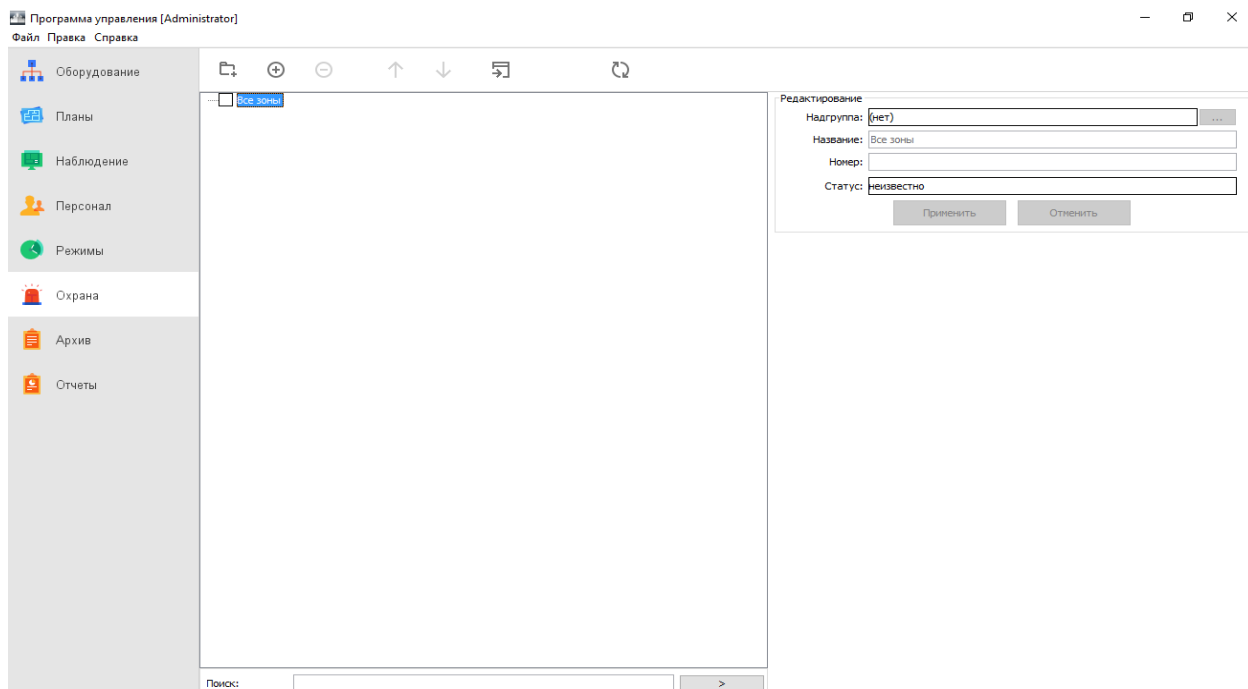 Программа управления [Administrator]
Файл Правка Справка
Оборудование
Планы
Наблюдение
Персонал
Режимы
Охрана
Архив
Отчеты
Все зоны
Поиск:
>
Редактирование
Надгруппа: (нет) ...
Название: Все зоны
Номер:
Статус: неизвестно
Применить Отменить